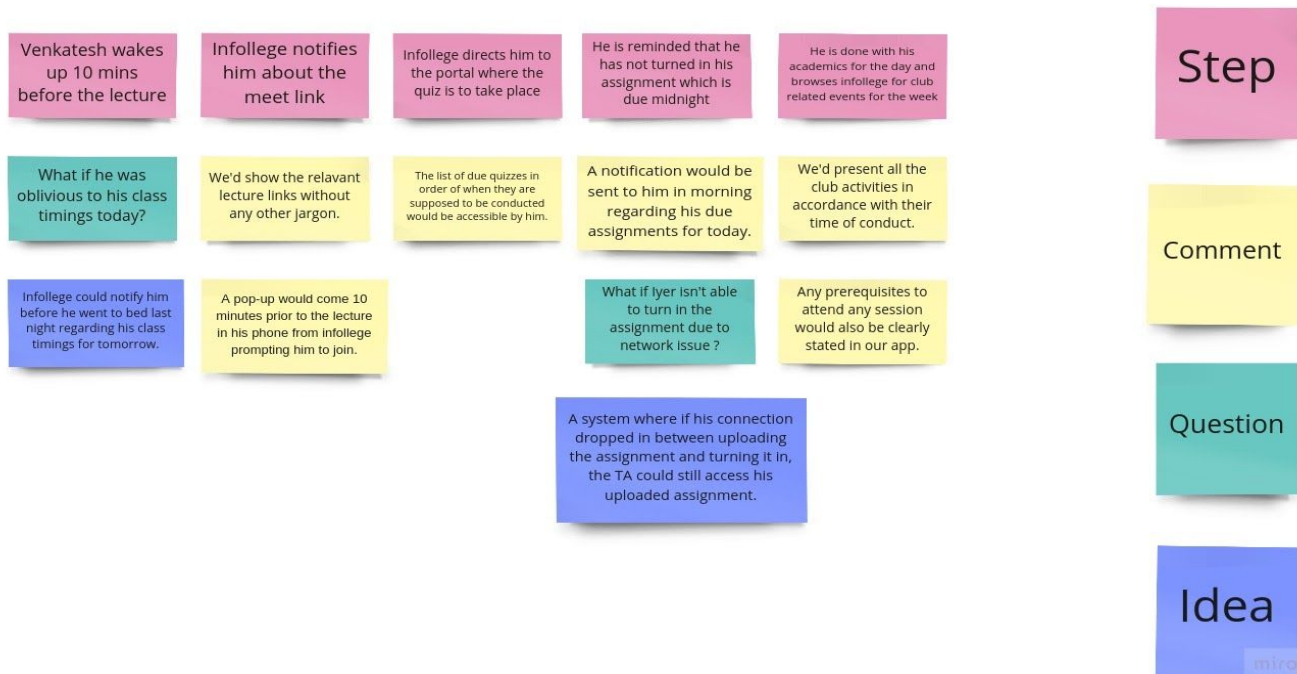 Venkatesh wakes
up 10 mins
before the lecture
Infollege notifies
him about the
meet link
Infollege directs him to
the portal where the
quiz is to take place
He is reminded that he
has not turned in his
assignment which is
due midnight
He is done with his
academics for the day and
browses infollege for club
related events for the week
Step
What if he was
oblivious to his class
timings today?
We'd show the relavant
lecture links without
any other jargon.
The list of due quizzes in
order of when they are
supposed to be conducted
would be accessible by him.
A notification would be
sent to him in morning
regarding his due
assignments for today.
We'd present all the
club activities in
accordance with their
time of conduct.
Comment
Infollege could notify him
before he went to bed last
night regarding his class
timings for tomorrow.
A pop-up would come 10
minutes prior to the lecture
in his phone from infollege
prompting him to join.
What if Iyer isn't able
to turn in the
assignment due to
network issue ?
Any prerequisites to
attend any session
would also be clearly
stated in our app.
Question
A system where if his connection
dropped in between uploading
the assignment and turning it in,
the TA could still access his
uploaded assignment.
Idea
miro